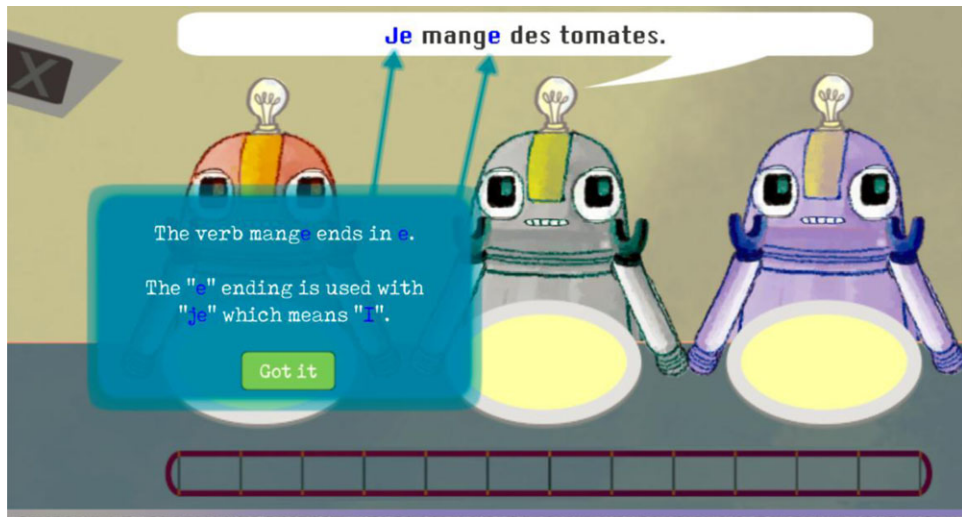 Je mange des tomates.
X
The verb mange ends in e.
The "e" ending is used with
"je" which means "I".
Got it